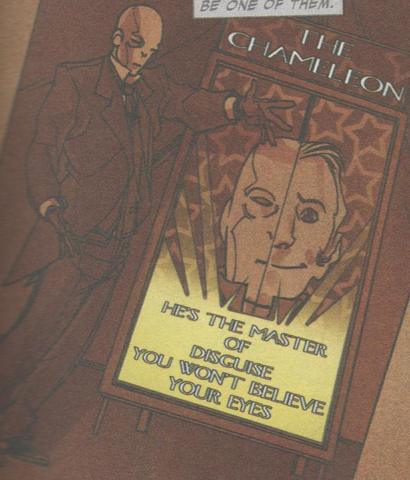 BE ONE OF THEM.
THE
CHAMELEON
HE'S THE MASTER
OF
DISGUISE
YOU WON'T BELIEVE
YOUR EYES